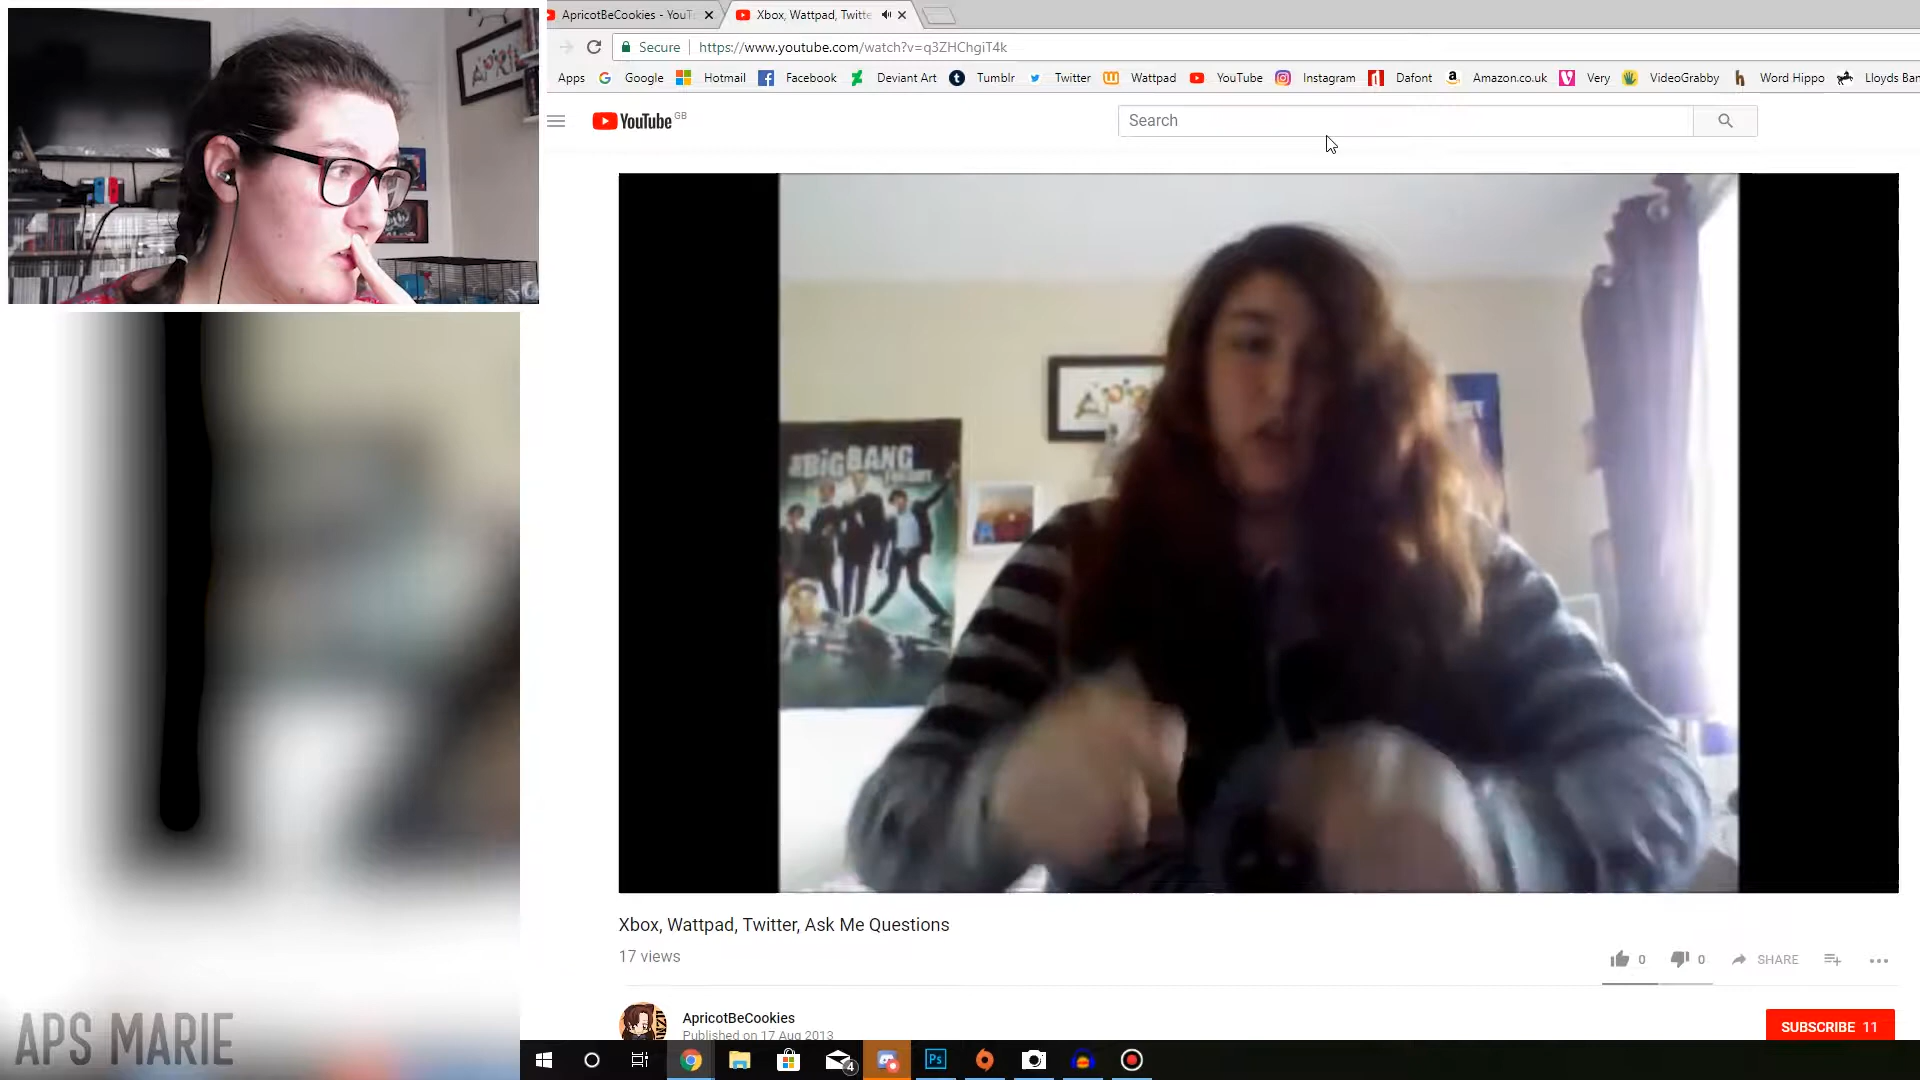 ApricotBeCookies - YouT
Xbox, Wattpad, Twitte
Secure https://www.youtube.com/watch?v=q3ZHChgiT4k
Apps Google Hotmail Facebook Deviant Art Tumblr Twitter Wattpad YouTube Instagram Dafont Amazon.co.uk Very VideoGrabby Word Hippo Lloyds Ban
YouTube GB
Search
BIG BANG
Xbox, Wattpad, Twitter, Ask Me Questions
17 views
0 0 SHARE
ApricotBeCookies
Published on 17 Aug 2013
SUBSCRIBE 11
APS MARIE
4
Ps